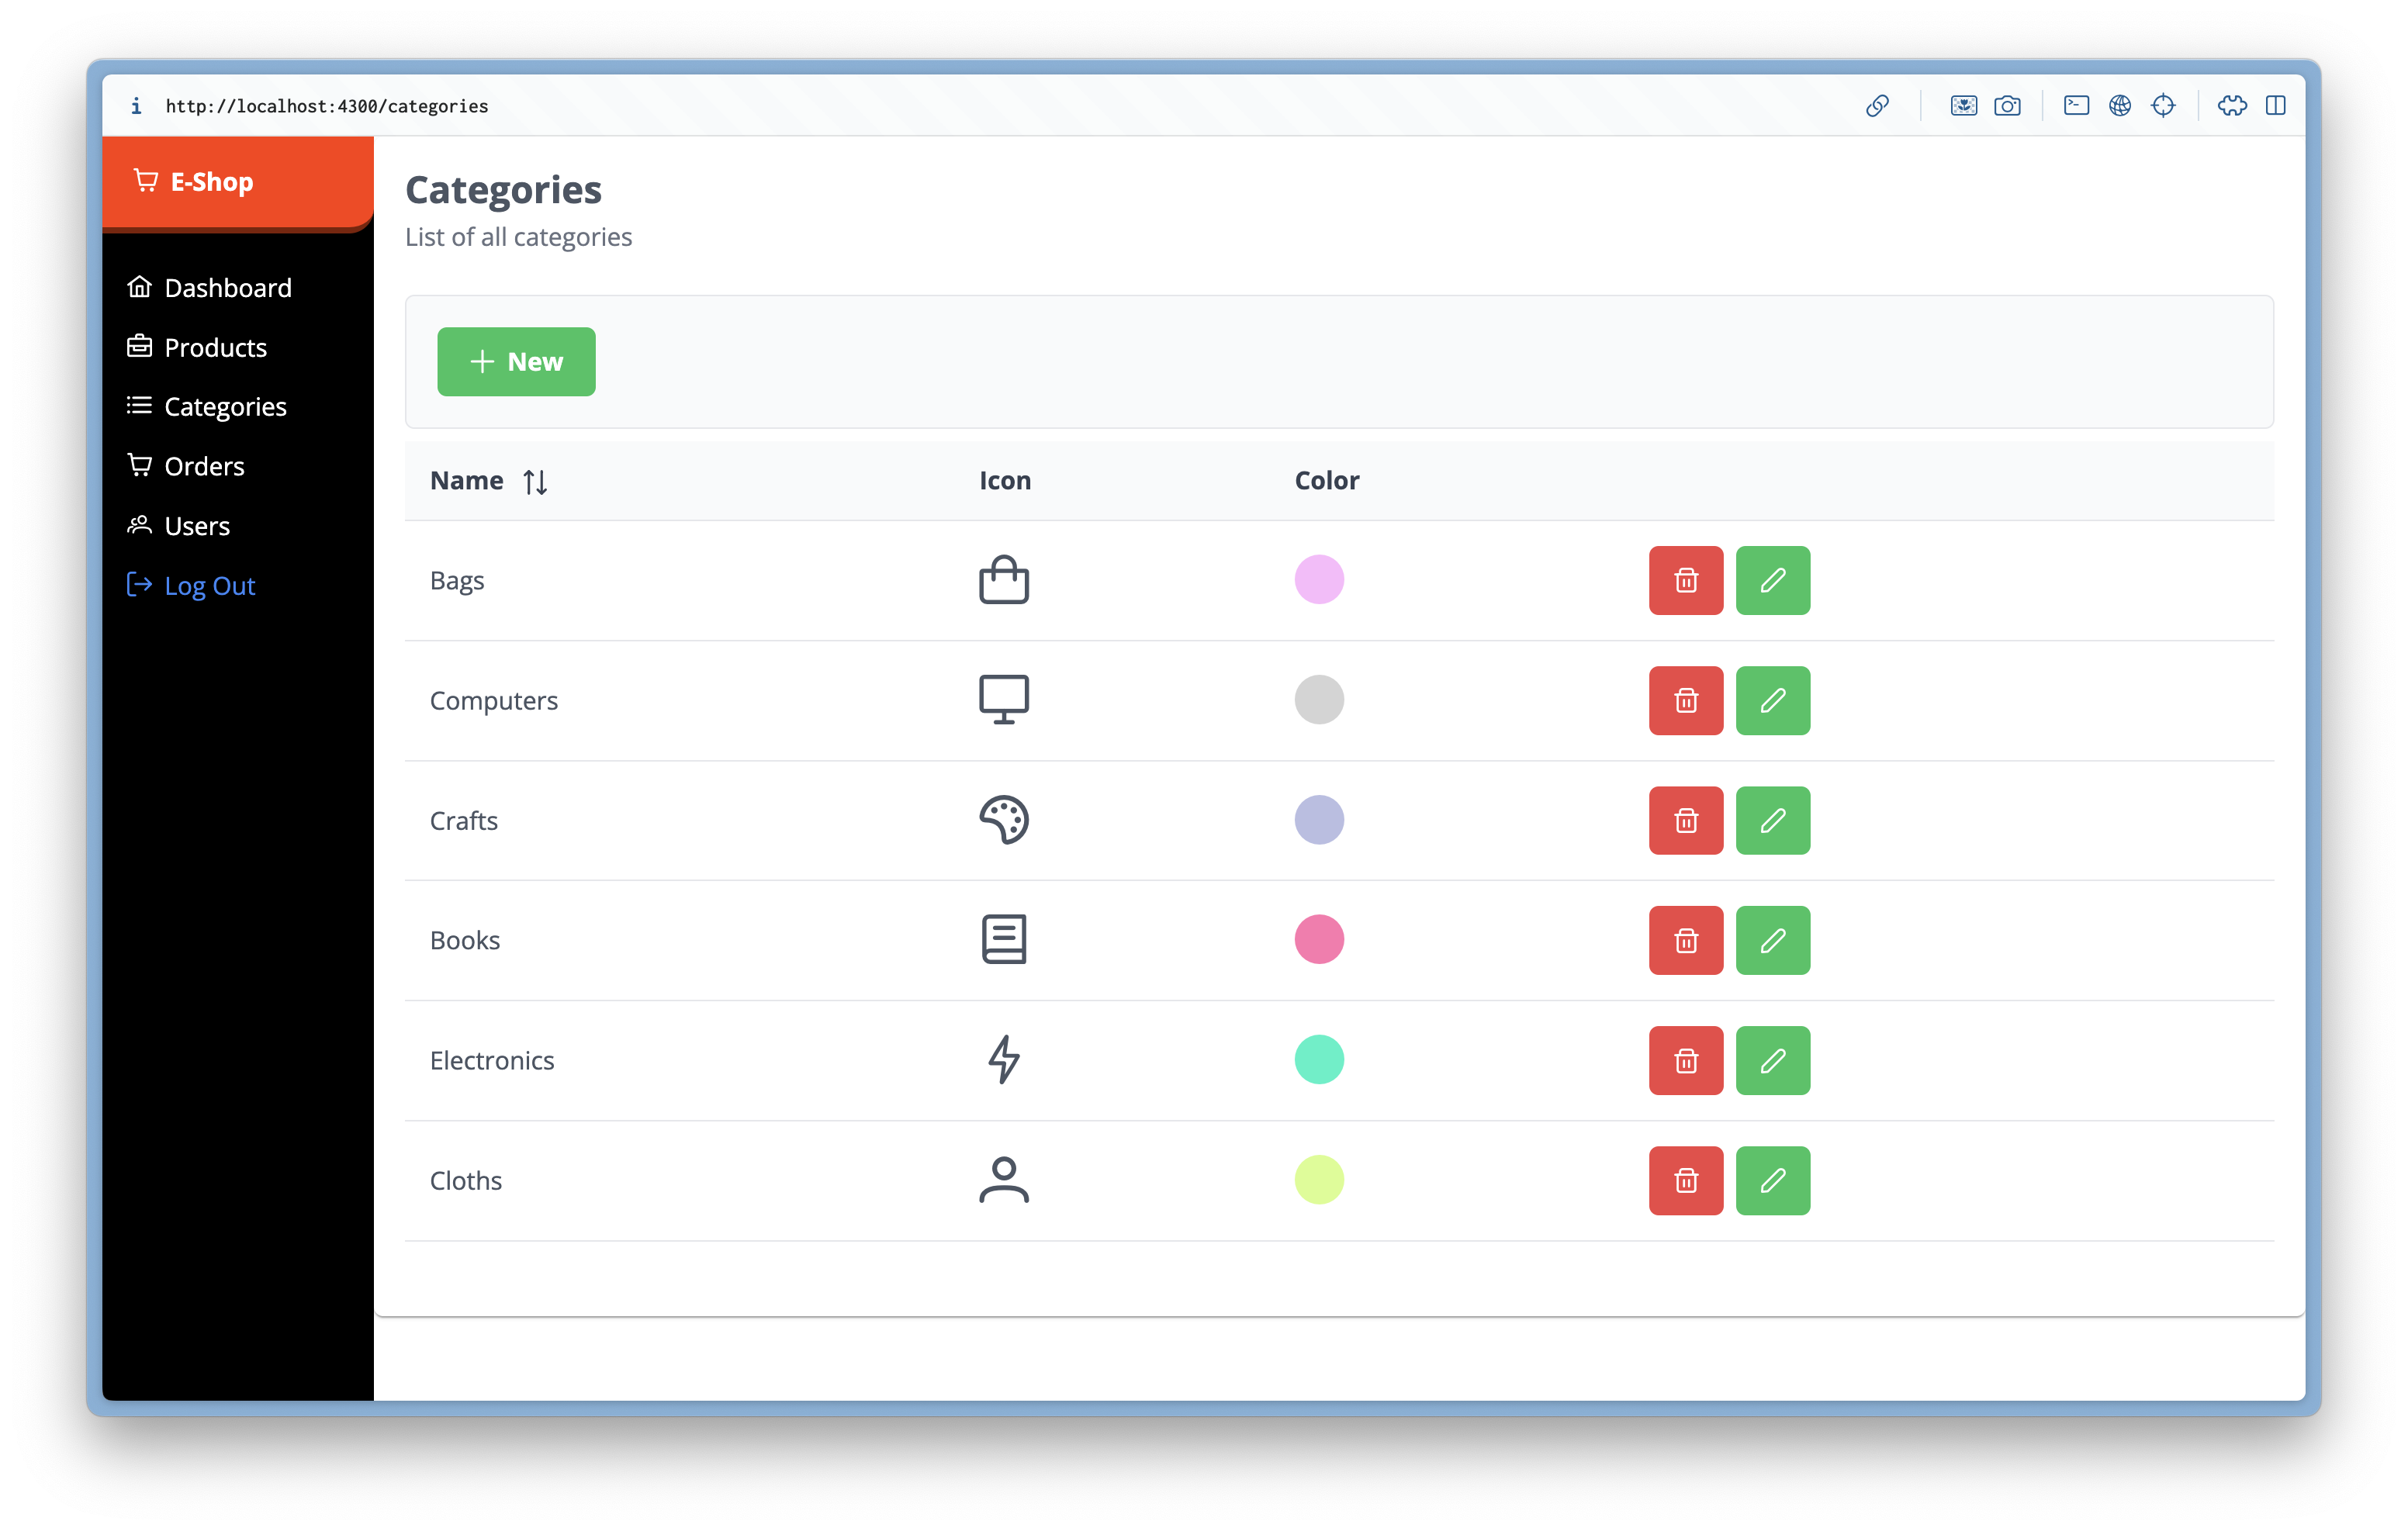 http://localhost:4300/categories
E-Shop
Dashboard
Products
Categories
Orders
Users
Log Out
Categories
List of all categories
New
Name Icon Color
Bags
Computers
Crafts
Books
Electronics
Cloths